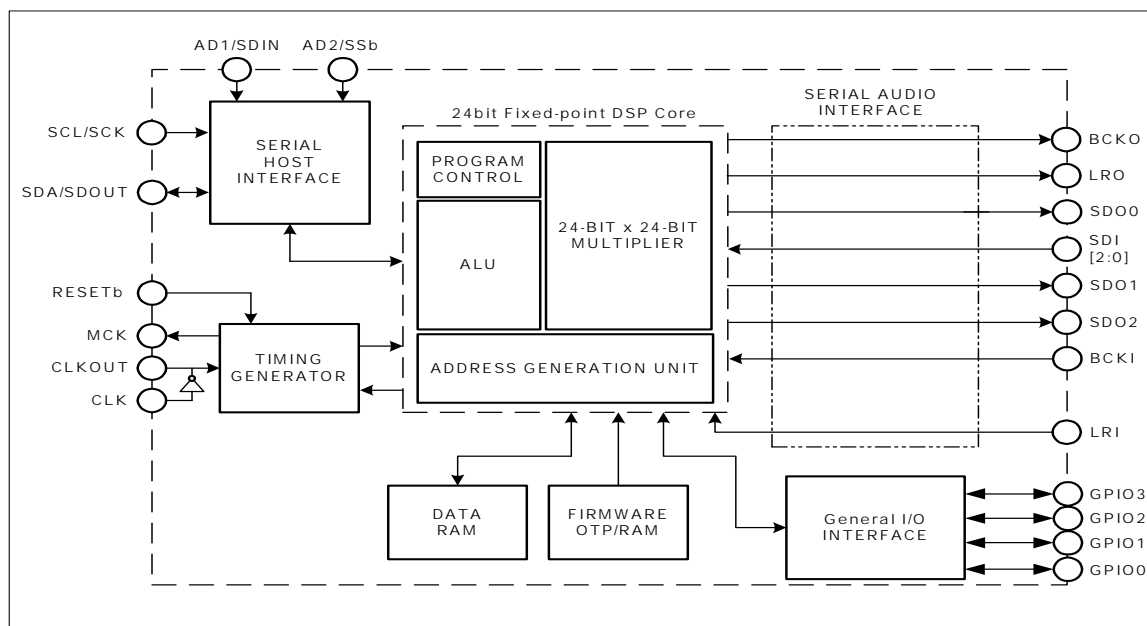 AD1/SDIN
AD2/SSb
SCL/SCK
SDA/SDOUT
SERIAL
HOST
INTERFACE
24bit Fixed-point DSP Core
PROGRAM
CONTROL
ALU
24-BIT x 24-BIT
MULTIPLIER
ADDRESS GENERATION UNIT
SERIAL AUDIO
INTERFACE
RESETb
MCK
CLKOUT
CLK
TIMING
GENERATOR
DATA
RAM
FIRMWARE
OTP/RAM
General I/O
INTERFACE
BCKO
LRO
SDO0
SDI
[2:0]
SDO1
SDO2
BCKI
LRI
GPIO3
GPIO2
GPIO1
GPIO0